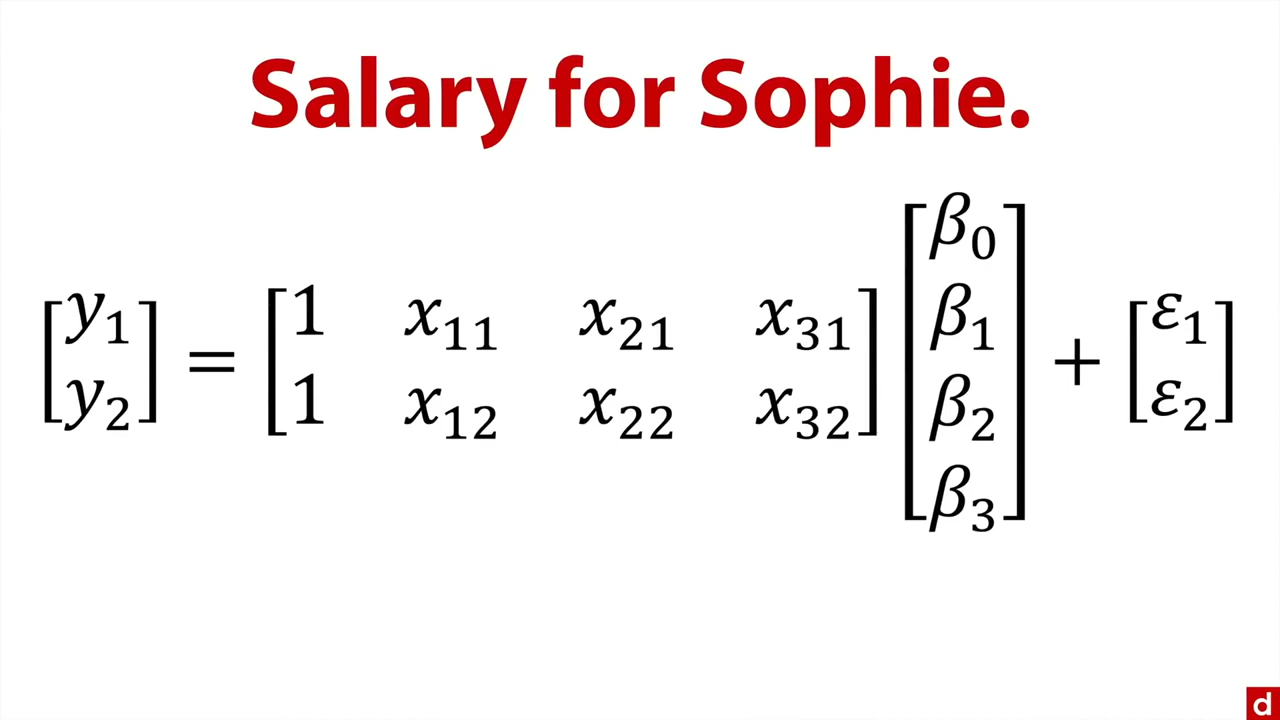 Salary for Sophie.
[y₁ y₂] = [1 x₁₁ x₂₁ x₃₁; 1 x₁₂ x₂₂ x₃₂] [β₀ β₁ β₂ β₃] + [ε₁ ε₂]
d